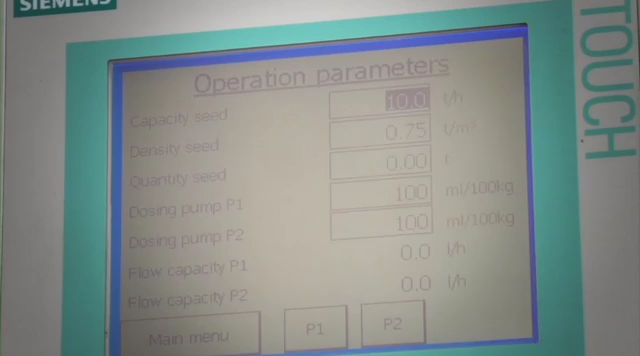 SIEMENS
TOUCH
Operation parameters
Capacity seed 10.0 t/h
Density seed 0.75 t/m³
Quantity seed 0.00 t
Dosing pump P1 100 ml/100kg
Dosing pump P2 100 ml/100kg
Flow capacity P1 0.0 l/h
Flow capacity P2 0.0 l/h
Main menu P1 P2